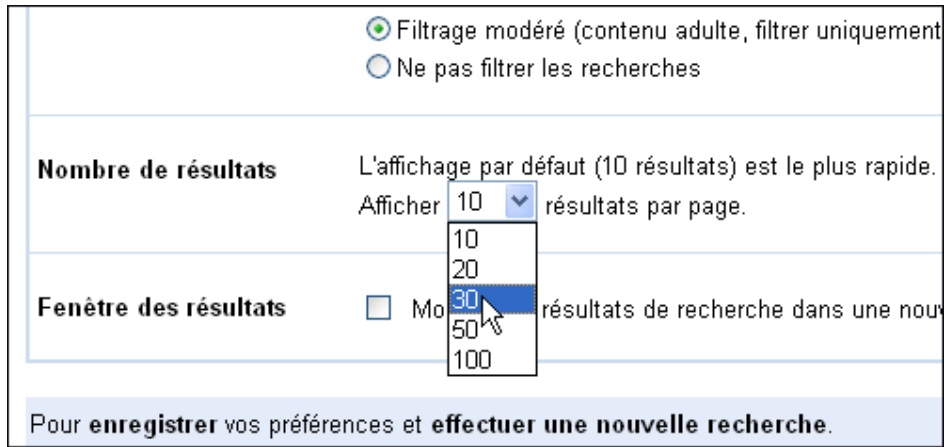 Filtrage modéré (contenu adulte, filtrer uniquement
Ne pas filtrer les recherches
Nombre de résultats
L'affichage par défaut (10 résultats) est le plus rapide.
Afficher 10 résultats par page.
10
20
30
50
100
Fenêtre des résultats
Mo résultats de recherche dans une nouv
Pour enregistrer vos préférences et effectuer une nouvelle recherche.